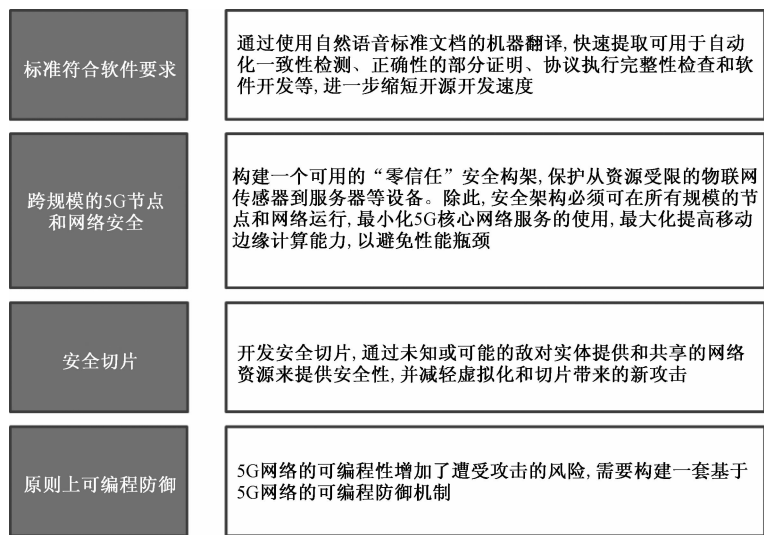 标准符合软件要求
通过使用自然语音标准文档的机器翻译, 快速提取可用于自动
化一致性检测、正确性的部分证明、协议执行完整性检查和软
件开发等, 进一步缩短开源开发速度
跨规模的5G节点
和网络安全
构建一个可用的“零信任”安全构架, 保护从资源受限的物联网
传感器到服务器等设备。除此, 安全架构必须可在所有规模的节
点和网络运行, 最小化5G核心网络服务的使用, 最大化提高移动
边缘计算能力, 以避免性能瓶颈
安全切片
开发安全切片, 通过未知或可能的敌对实体提供和共享的网络
资源来提供安全性, 并减轻虚拟化和切片带来的新攻击
原则上可编程防御
5G网络的可编程性增加了遭受攻击的风险, 需要构建一套基于
5G网络的可编程防御机制